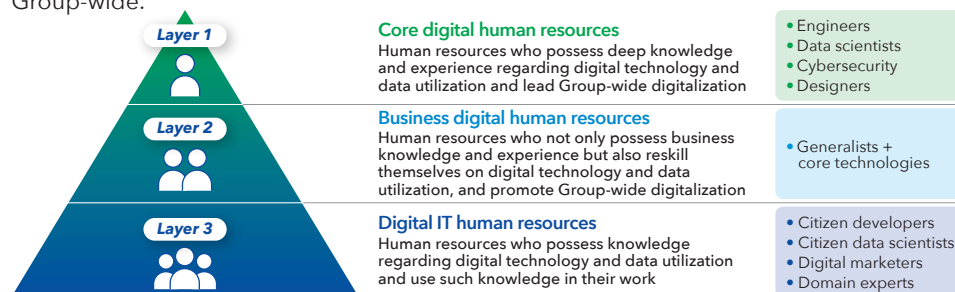 Group-wide.
Layer 1
Core digital human resources
Human resources who possess deep knowledge
and experience regarding digital technology and
data utilization and lead Group-wide digitalization
• Engineers
• Data scientists
• Cybersecurity
• Designers
Layer 2
Business digital human resources
Human resources who not only possess business
knowledge and experience but also reskill
themselves on digital technology and data
utilization, and promote Group-wide digitalization
• Generalists +
core technologies
Layer 3
Digital IT human resources
Human resources who possess knowledge
regarding digital technology and data utilization
and use such knowledge in their work
• Citizen developers
• Citizen data scientists
• Digital marketers
• Domain experts